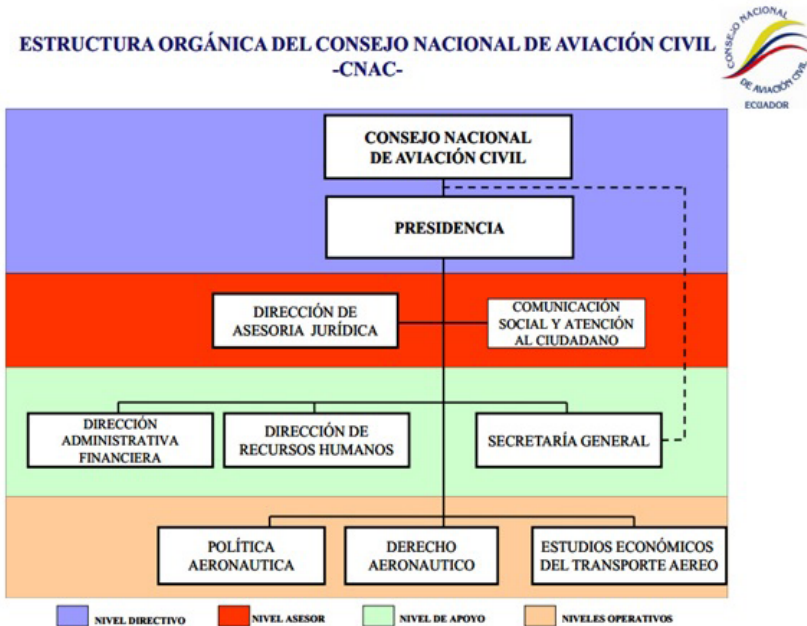 ESTRUCTURA ORGÁNICA DEL CONSEJO NACIONAL DE AVIACIÓN CIVIL
-CNAC-
CONSEJO NACIONAL
DE AVIACIÓN CIVIL
ECUADOR
CONSEJO NACIONAL
DE AVIACIÓN CIVIL
PRESIDENCIA
DIRECCIÓN DE
ASESORIA JURÍDICA
COMUNICACIÓN
SOCIAL Y ATENCIÓN
AL CIUDADANO
DIRECCIÓN
ADMINISTRATIVA
FINANCIERA
DIRECCIÓN DE
RECURSOS HUMANOS
SECRETARÍA GENERAL
POLÍTICA
AERONAUTICA
DERECHO
AERONAUTICO
ESTUDIOS ECONÓMICOS
DEL TRANSPORTE AEREO
NIVEL DIRECTIVO
NIVEL ASESOR
NIVEL DE APOYO
NIVELES OPERATIVOS